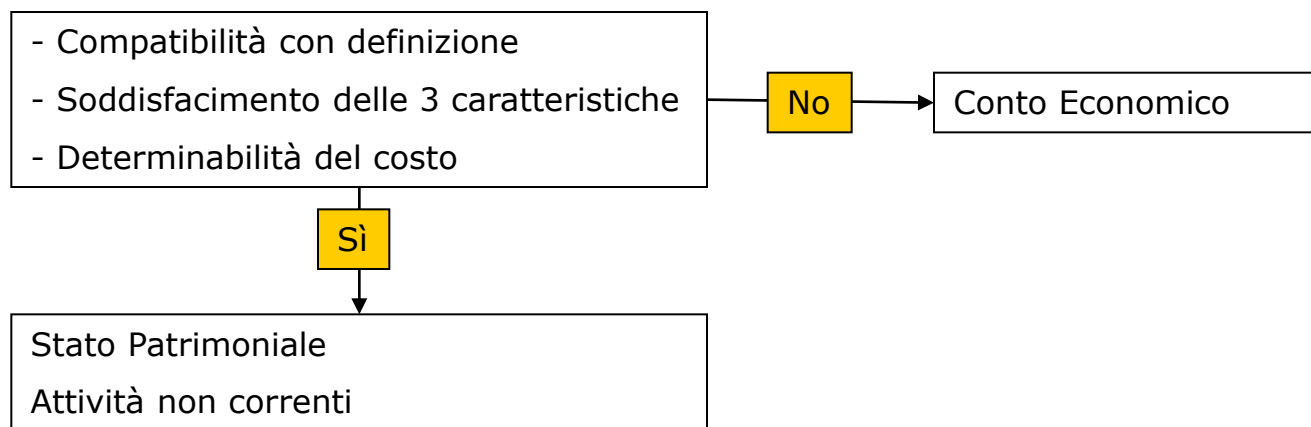 - Compatibilità con definizione
- Soddisfacimento delle 3 caratteristiche
- Determinabilità del costo
No
Conto Economico
Sì
Stato Patrimoniale
Attività non correnti